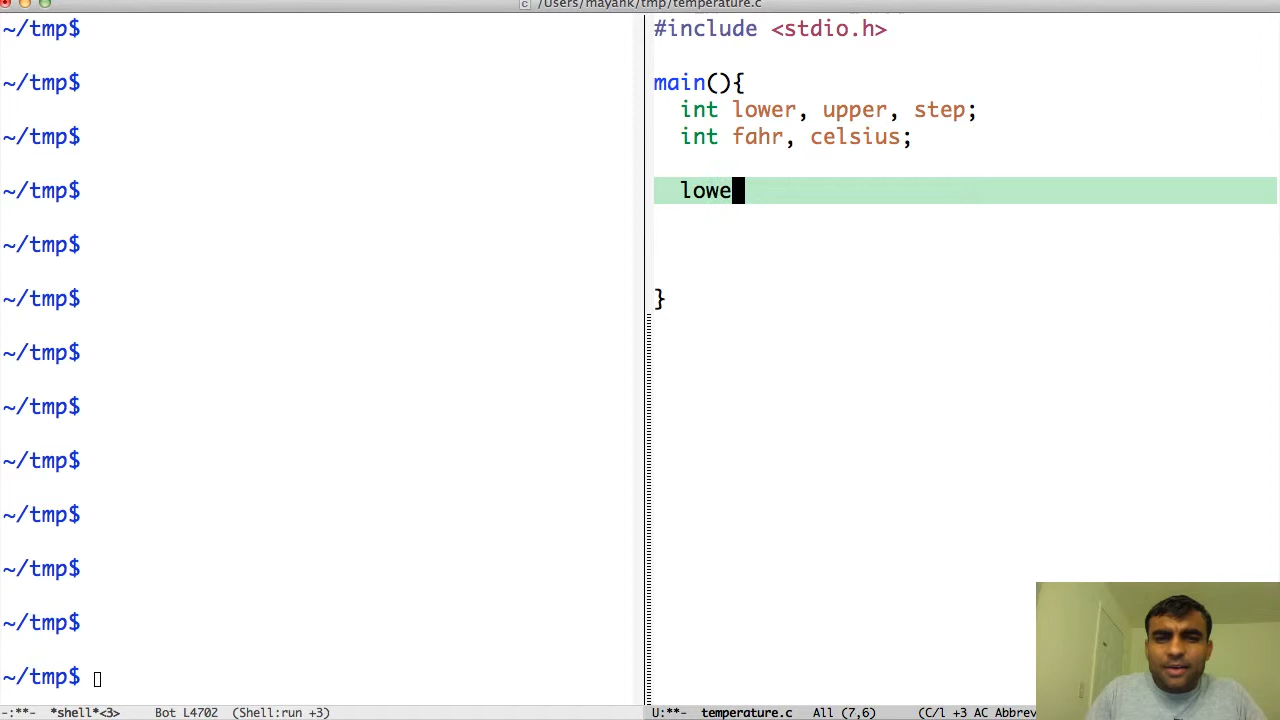 /Users/mayank/tmp/temperature.c
~/tmp$
~/tmp$
~/tmp$
~/tmp$
~/tmp$
~/tmp$
~/tmp$
~/tmp$
~/tmp$
~/tmp$
~/tmp$
~/tmp$
~/tmp$
-:**- *shell*<3> Bot L4702 (Shell:run +3)
#include <stdio.h>
main(){
int lower, upper, step;
int fahr, celsius;
lowe
}
U:**- temperature.c All (7,6) (C/l +3 AC Abbrev